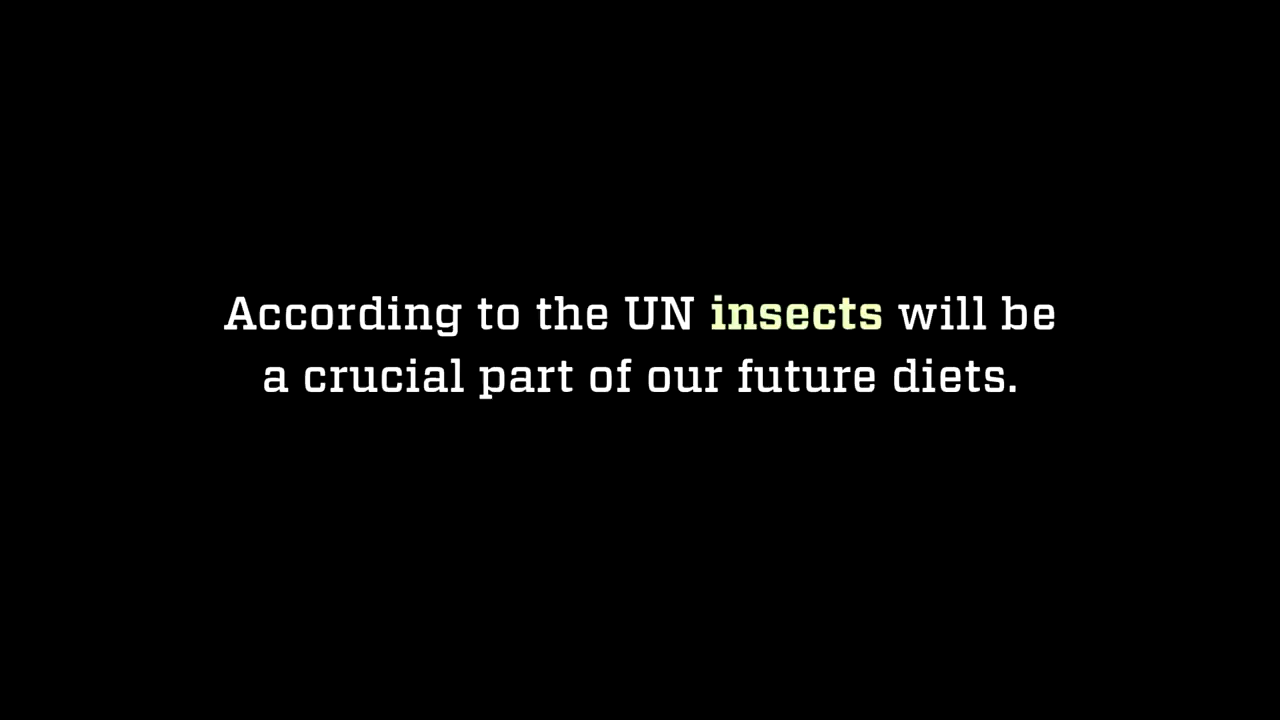 According to the UN insects will be
a crucial part of our future diets.